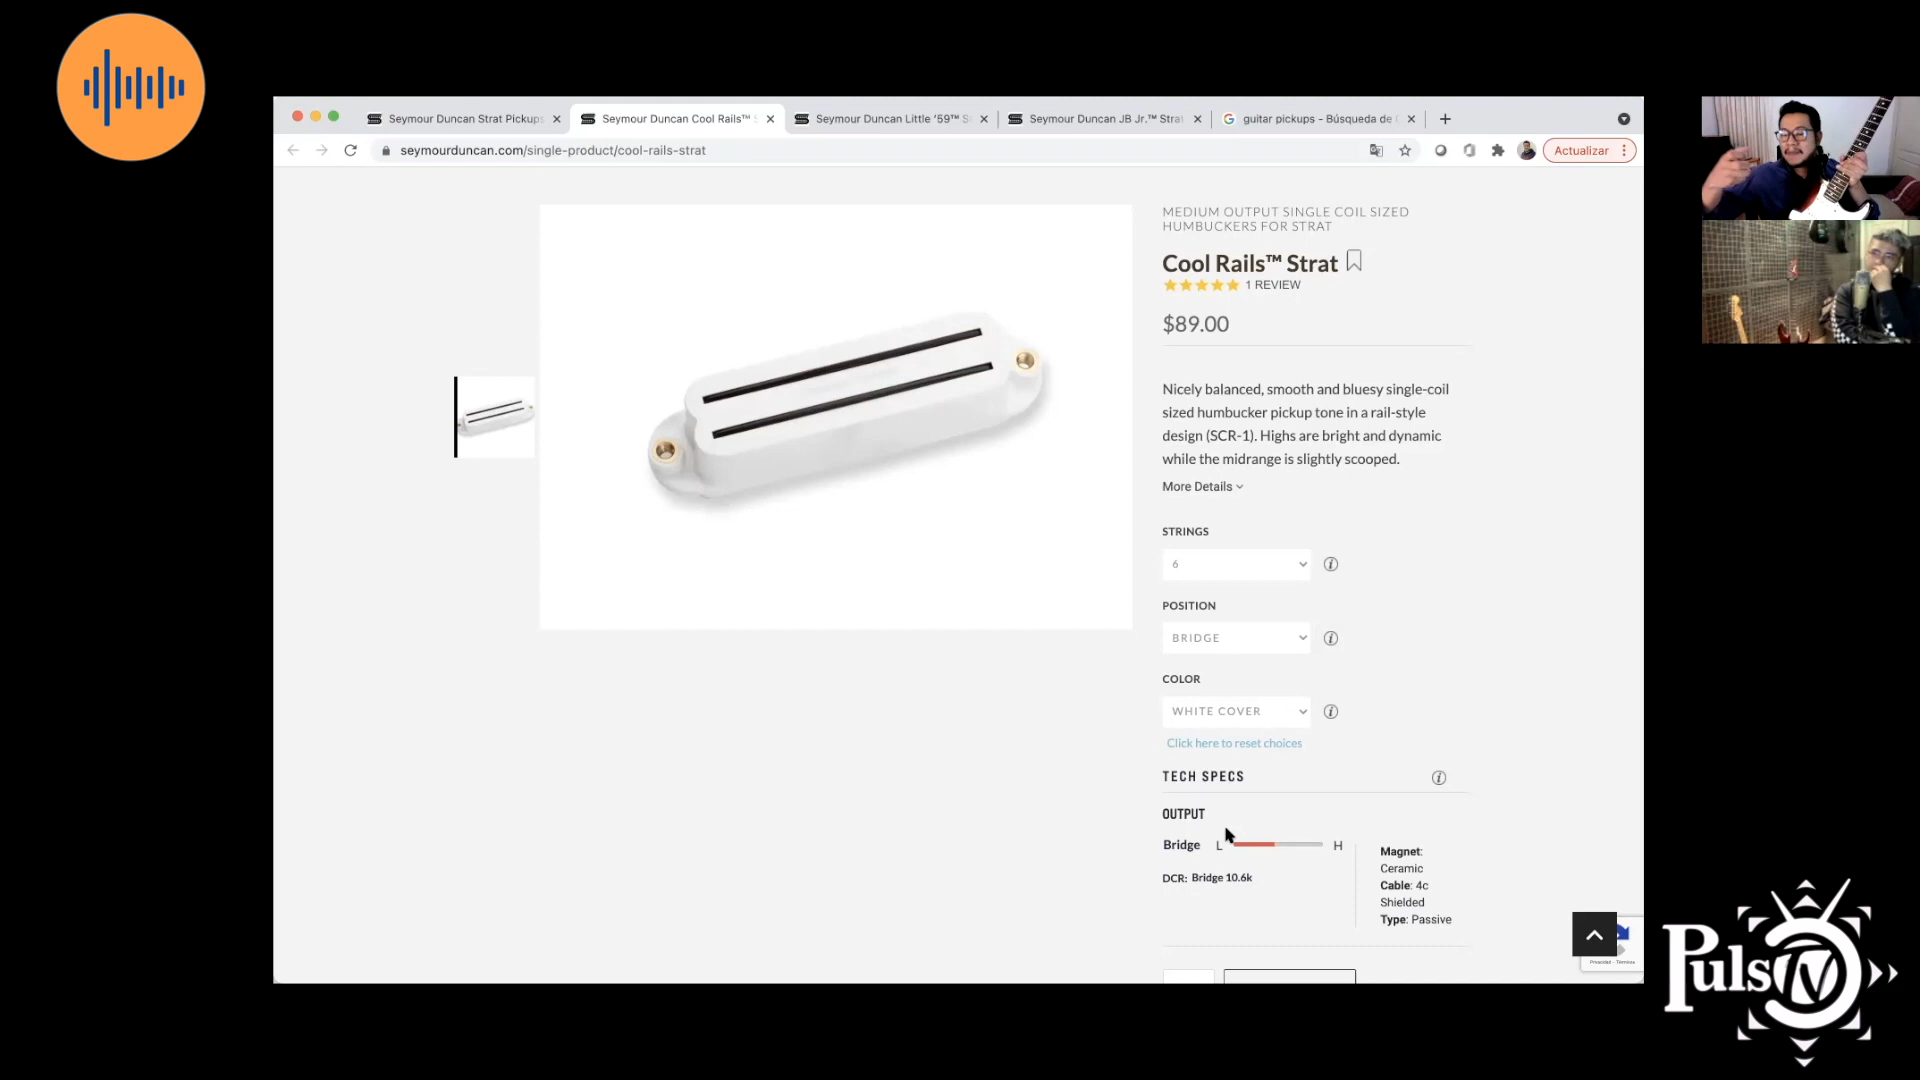 Seymour Duncan Strat Pickups
Seymour Duncan Cool Rails™ S
Seymour Duncan Little '59™ S
Seymour Duncan JB Jr.™ Strat
guitar pickups - Búsqueda de
seymourduncan.com/single-product/cool-rails-strat
Actualizar
MEDIUM OUTPUT SINGLE COIL SIZED
HUMBUCKERS FOR STRAT
Cool Rails™ Strat
1 REVIEW
$89.00
Nicely balanced, smooth and bluesy single-coil
sized humbucker pickup tone in a rail-style
design (SCR-1). Highs are bright and dynamic
while the midrange is slightly scooped.
More Details
STRINGS
6
POSITION
BRIDGE
COLOR
WHITE COVER
Click here to reset choices
TECH SPECS
OUTPUT
Bridge L H
DCR: Bridge 10.6k
Magnet:
Ceramic
Cable: 4c
Shielded
Type: Passive
Privacidad - Términos
Puls TV